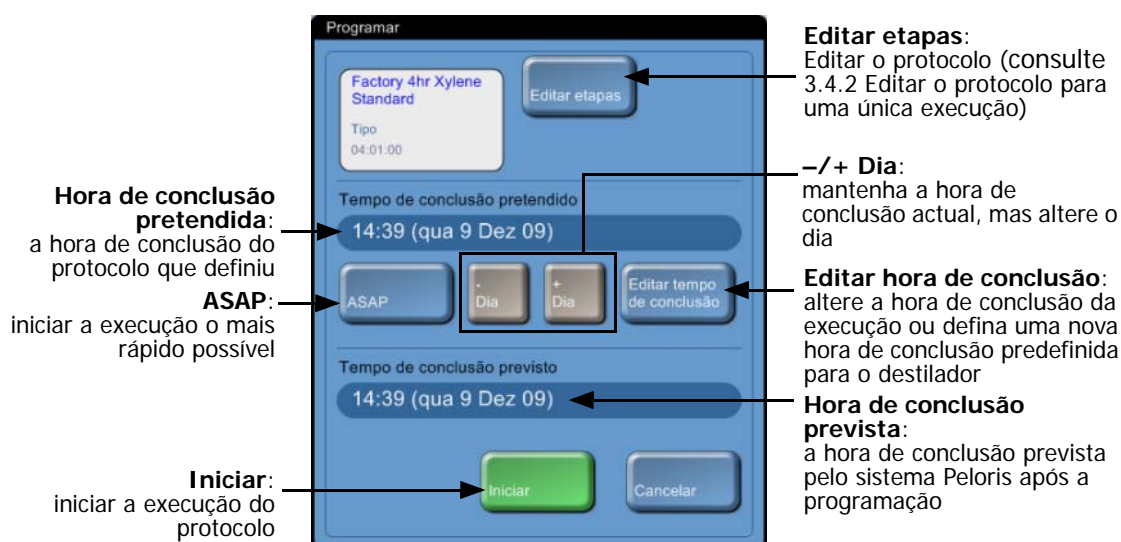 Programar
Factory 4hr Xylene
Standard
Tipo
04:01:00
Editar etapas
Editar etapas:
Editar o protocolo (consulte
3.4.2 Editar o protocolo para
uma única execução)
–/+ Dia:
mantenha a hora de
conclusão actual, mas altere o
dia
Hora de conclusão
pretendida:
a hora de conclusão do
protocolo que definiu
Tempo de conclusão pretendido
14:39 (qua 9 Dez 09)
ASAP:
iniciar a execução o mais
rápido possível
ASAP
-
Dia
+
Dia
Editar tempo
de conclusão
Editar hora de conclusão:
altere a hora de conclusão da
execução ou defina uma nova
hora de conclusão predefinida
para o destilador
Tempo de conclusão previsto
14:39 (qua 9 Dez 09)
Hora de conclusão
prevista:
a hora de conclusão prevista
pelo sistema Peloris após a
programação
Iniciar:
iniciar a execução do
protocolo
Iniciar
Cancelar